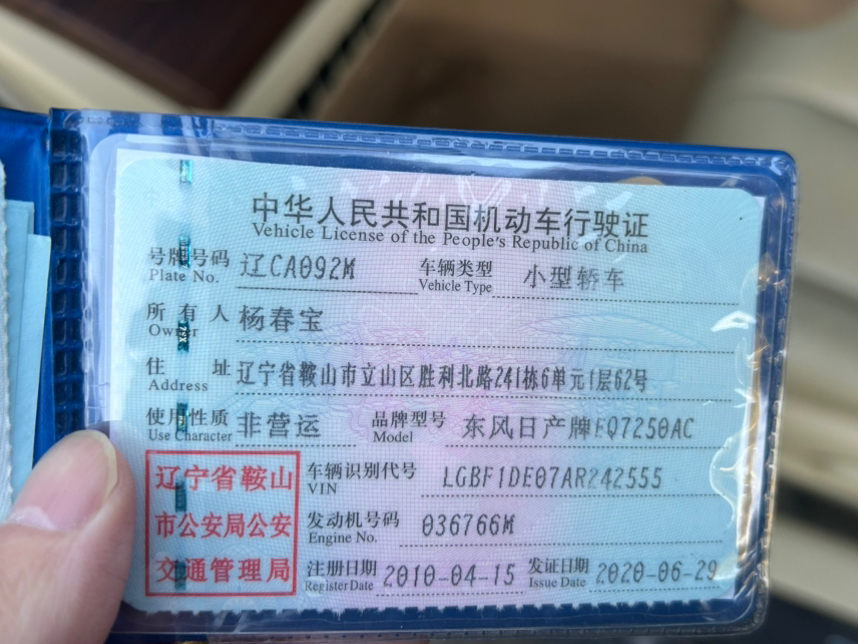 中华人民共和国机动车行驶证
Vehicle License of the People's Republic of China
号牌号码 辽CA092M 车辆类型 小型轿车
Plate No. Vehicle Type
所有人 杨春宝
Owner
住址 辽宁省鞍山市立山区胜利北路241栋6单元1层62号
Address
使用性质 非营运 品牌型号 东风日产牌EQ7250AC
Use Character Model
辽宁省鞍山
市公安局公安
交通管理局
车辆识别代号 LGBF1DE07AR242555
VIN
发动机号码 036766M
Engine No.
注册日期 2010-04-15 发证日期 2020-06-29
Register Date Issue Date